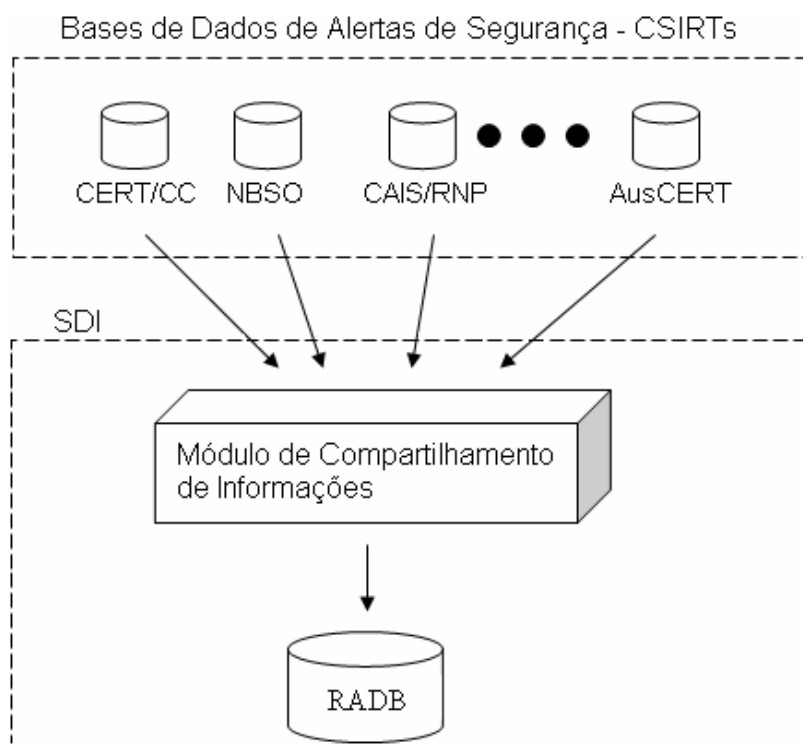 Bases de Dados de Alertas de Segurança - CSIRTs
CERT/CC NBSO CAIS/RNP AusCERT
SDI
Módulo de Compartilhamento
de Informações
RADB